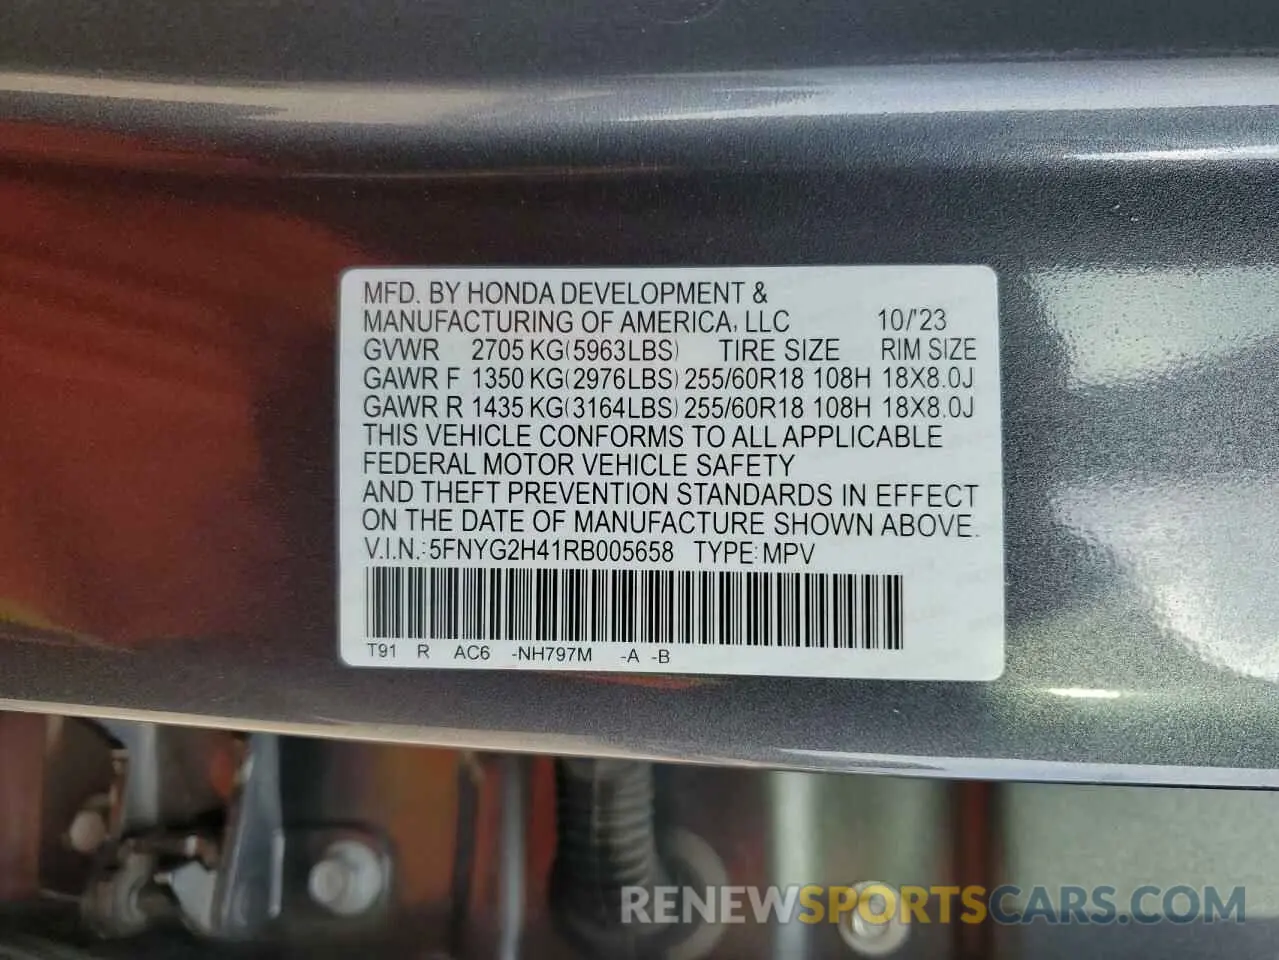 MFD. BY HONDA DEVELOPMENT &
MANUFACTURING OF AMERICA, LLC 10/'23
GVWR 2705 KG(5963LBS) TIRE SIZE RIM SIZE
GAWR F 1350 KG(2976LBS) 255/60R18 108H 18X8.0J
GAWR R 1435 KG(3164LBS) 255/60R18 108H 18X8.0J
THIS VEHICLE CONFORMS TO ALL APPLICABLE
FEDERAL MOTOR VEHICLE SAFETY
AND THEFT PREVENTION STANDARDS IN EFFECT
ON THE DATE OF MANUFACTURE SHOWN ABOVE.
V.I.N.: 5FNYG2H41RB005658 TYPE: MPV
T91 R AC6 -NH797M -A -B
RENEWSPORTSCARS.COM